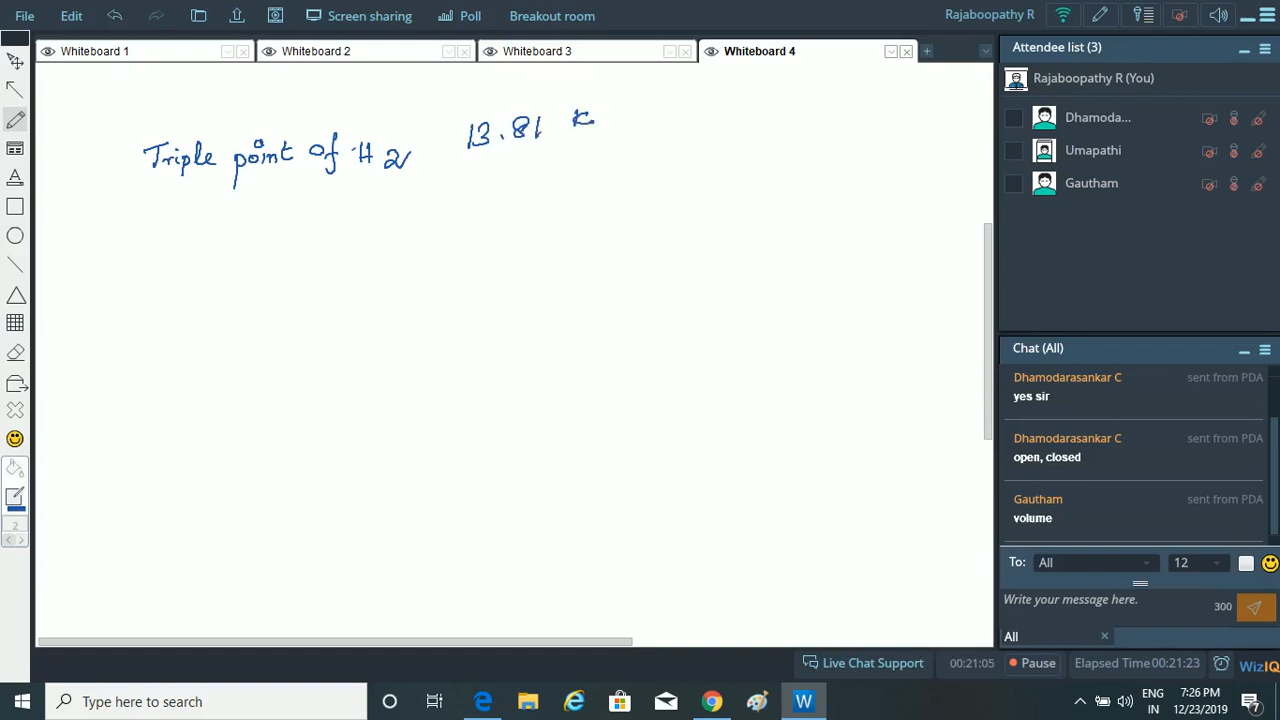 File Edit Screen sharing Poll Breakout room Rajaboopathy R
Whiteboard 1 Whiteboard 2 Whiteboard 3 Whiteboard 4
Triple point of H2 13.81 K
Attendee list (3)
Rajaboopathy R (You)
Dhamoda...
Umapathi
Gautham
Chat (All)
Dhamodarasankar C sent from PDA
yes sir
Dhamodarasankar C sent from PDA
open, closed
Gautham sent from PDA
volume
To: All 12
Write your message here. 300
All
2
Live Chat Support 00:21:05 Pause Elapsed Time 00:21:23 WizIQ
Type here to search
ENG 7:26 PM
IN 12/23/2019 7